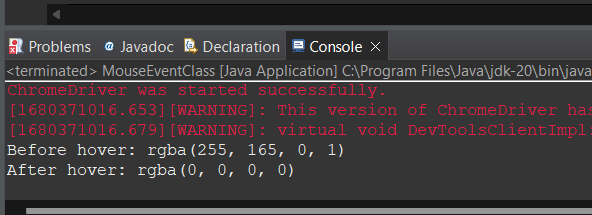 Problems @ Javadoc Declaration Console
<terminated> MouseEventClass [Java Application] C:\Program Files\Java\jdk-20\bin\java
ChromeDriver was started successfully.
[1680371016.653][WARNING]: This version of ChromeDriver has
[1680371016.679][WARNING]: virtual void DevToolsClientImpl
Before hover: rgba(255, 165, 0, 1)
After hover: rgba(0, 0, 0, 0)